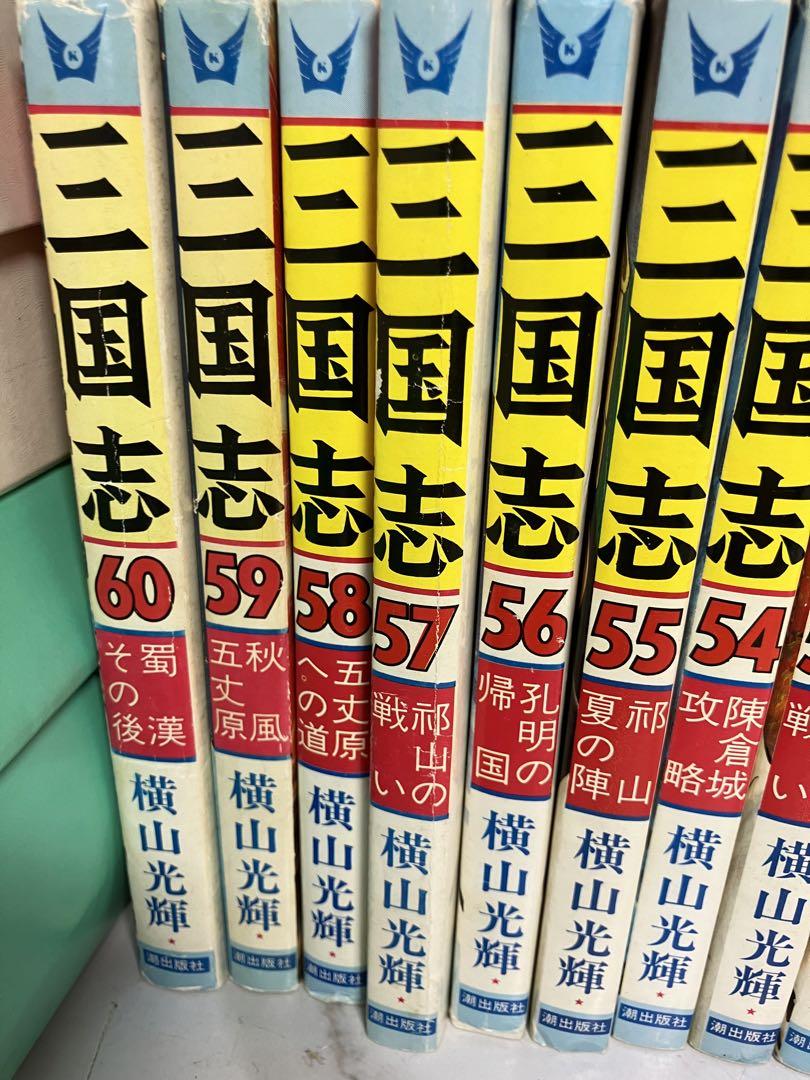 K
三国志
60
蜀漢
その後
横山光輝
潮出版社
K
三国志
59
秋風
五丈原
横山光輝
潮出版社
K
三国志
58
五丈原
への道
横山光輝
潮出版社
K
三国志
57
祁山の
戦い
横山光輝
潮出版社
K
三国志
56
孔明の
帰国
横山光輝
潮出版社
K
三国志
55
祁山
夏の陣
横山光輝
潮出版社
三国志
54
陳倉城
攻略
横山光輝
潮出版社
戦い
横山光輝
潮出版社